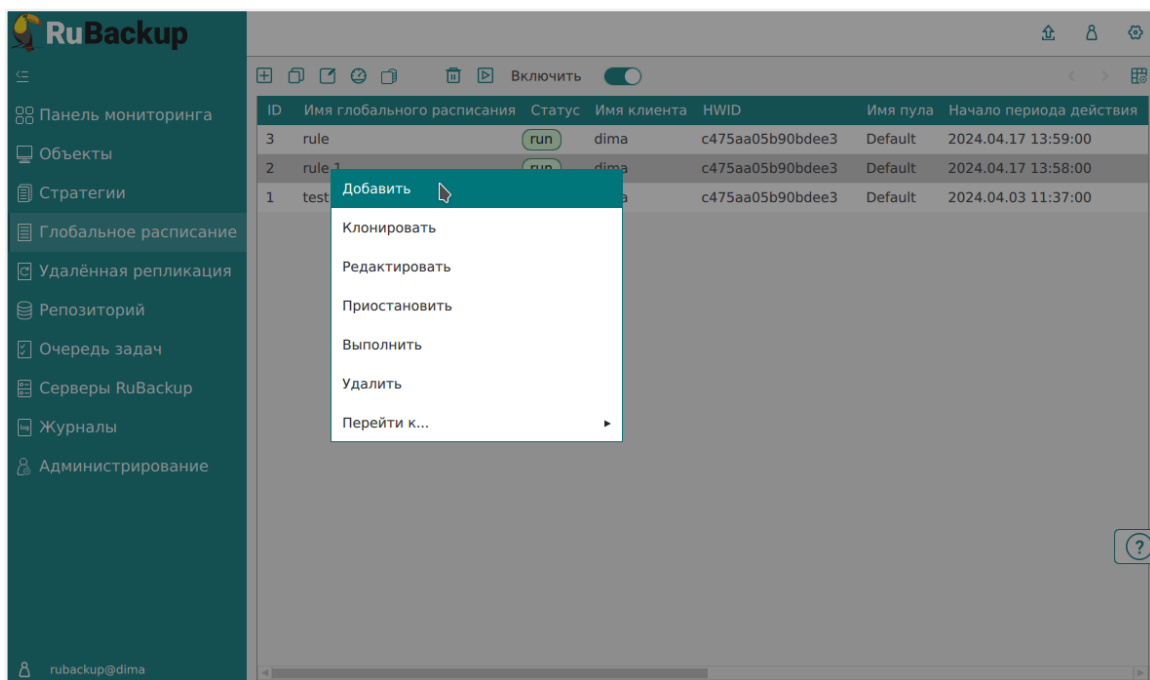 RuBackup
Включить
ID Имя глобального расписания Статус Имя клиента HWID Имя пула Начало периода действия
3 rule run dima c475aa05b90bdee3 Default 2024.04.17 13:59:00
2 rule 1 run dima c475aa05b90bdee3 Default 2024.04.17 13:58:00
1 test c475aa05b90bdee3 Default 2024.04.03 11:37:00
Панель мониторинга
Объекты
Стратегии
Глобальное расписание
Удалённая репликация
Репозиторий
Очередь задач
Серверы RuBackup
Журналы
Администрирование
rubackup@dima
Добавить
Клонировать
Редактировать
Приостановить
Выполнить
Удалить
Перейти к...
?